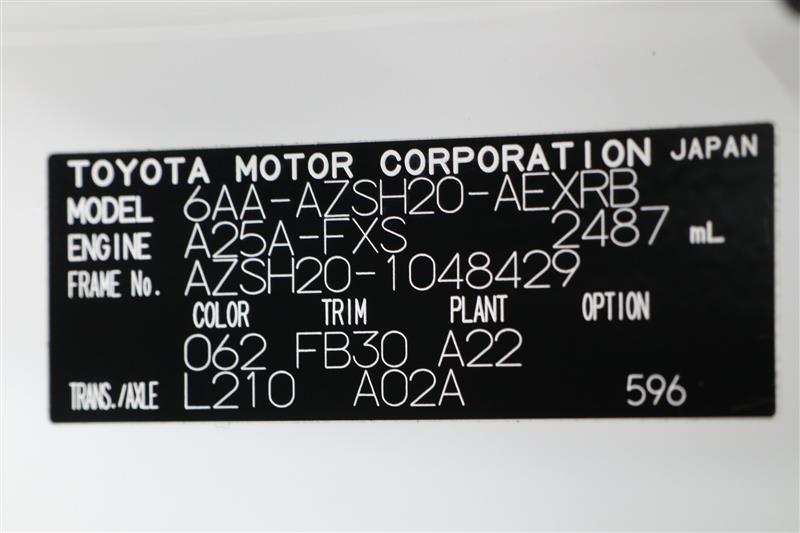 TOYOTA MOTOR CORPORATION JAPAN
MODEL 6AA-AZSH20-AEXRB
ENGINE A25A-FXS 2487 mL
FRAME No. AZSH20-1048429
COLOR TRIM PLANT OPTION
062 FB30 A22
TRANS./AXLE L210 A02A 596